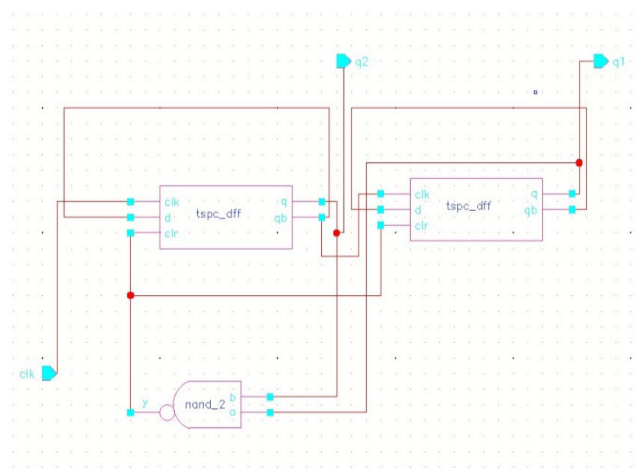 q2
q1
clk
d
clr
tspc_dff
q
qb
clk
d
clr
tspc_dff
q
qb
clk
y
nand_2
b
a